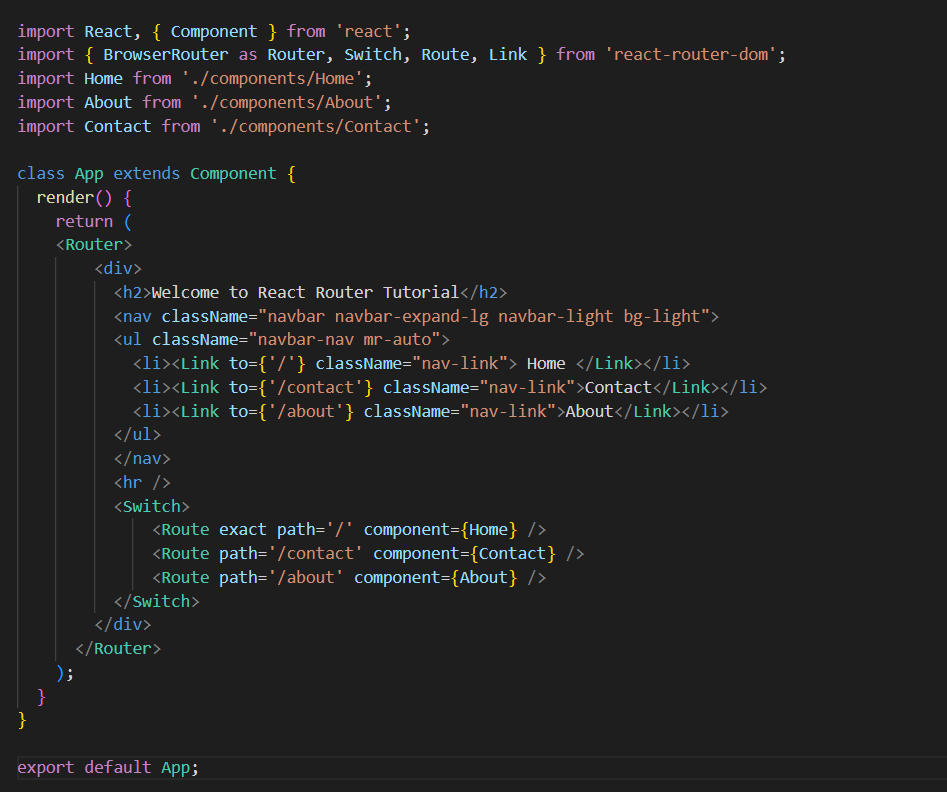 import React, { Component } from 'react';
import { BrowserRouter as Router, Switch, Route, Link } from 'react-router-dom';
import Home from './components/Home';
import About from './components/About';
import Contact from './components/Contact';

class App extends Component {
  render() {
    return (
    <Router>
        <div>
          <h2>Welcome to React Router Tutorial</h2>
          <nav className="navbar navbar-expand-lg navbar-light bg-light">
          <ul className="navbar-nav mr-auto">
            <li><Link to={'/'} className="nav-link"> Home </Link></li>
            <li><Link to={'/contact'} className="nav-link">Contact</Link></li>
            <li><Link to={'/about'} className="nav-link">About</Link></li>
          </ul>
          </nav>
          <hr />
          <Switch>
              <Route exact path='/' component={Home} />
              <Route path='/contact' component={Contact} />
              <Route path='/about' component={About} />
          </Switch>
        </div>
      </Router>
    );
  }
}

export default App;